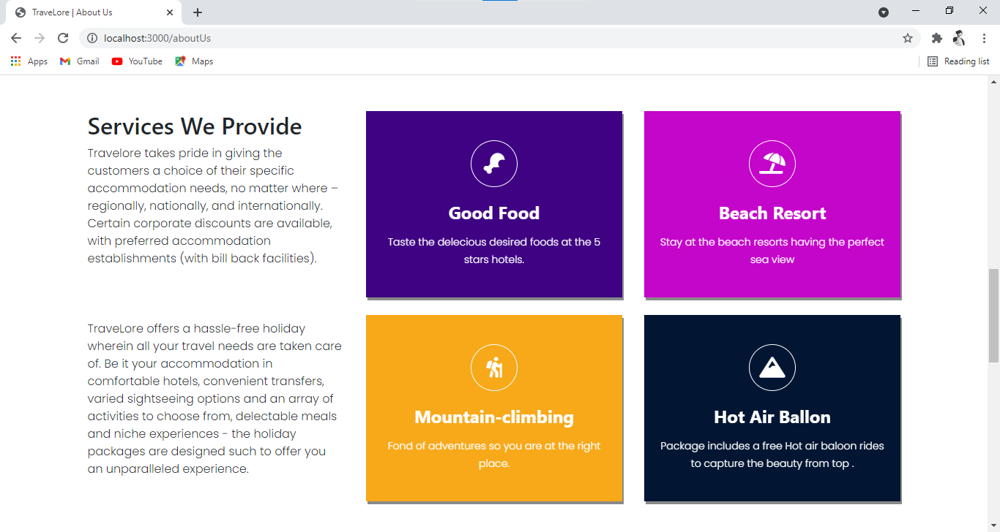 TraveLore | About Us
localhost:3000/aboutUs
Apps Gmail YouTube Maps Reading list
Services We Provide
Travelore takes pride in giving the
customers a choice of their specific
accommodation needs, no matter where –
regionally, nationally, and internationally.
Certain corporate discounts are available,
with preferred accommodation
establishments (with bill back facilities).
TraveLore offers a hassle-free holiday
wherein all your travel needs are taken care
of. Be it your accommodation in
comfortable hotels, convenient transfers,
varied sightseeing options and an array of
activities to choose from, delectable meals
and niche experiences - the holiday
packages are designed such to offer you
an unparalleled experience.
Good Food
Taste the delecious desired foods at the 5
stars hotels.
Beach Resort
Stay at the beach resorts having the perfect
sea view
Mountain-climbing
Fond of adventures so you are at the right
place.
Hot Air Ballon
Package includes a free Hot air baloon rides
to capture the beauty from top .